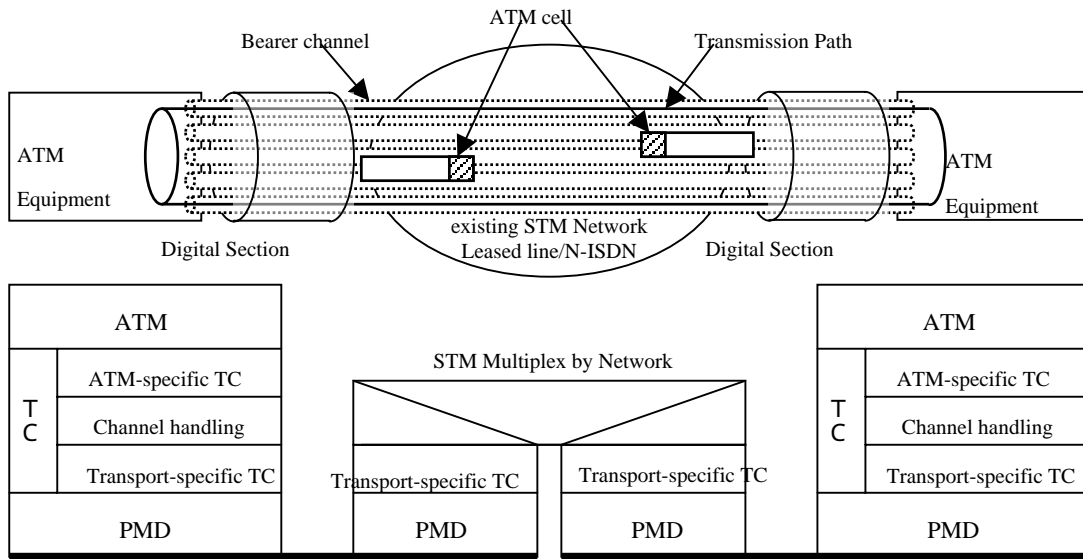 ATM cell
Bearer channel
Transmission Path
ATM
Equipment
ATM
Equipment
existing STM Network
Leased line/N-ISDN
Digital Section
Digital Section
ATM
TC
ATM-specific TC
Channel handling
Transport-specific TC
PMD
STM Multiplex by Network
Transport-specific TC
PMD
Transport-specific TC
PMD
ATM
TC
ATM-specific TC
Channel handling
Transport-specific TC
PMD